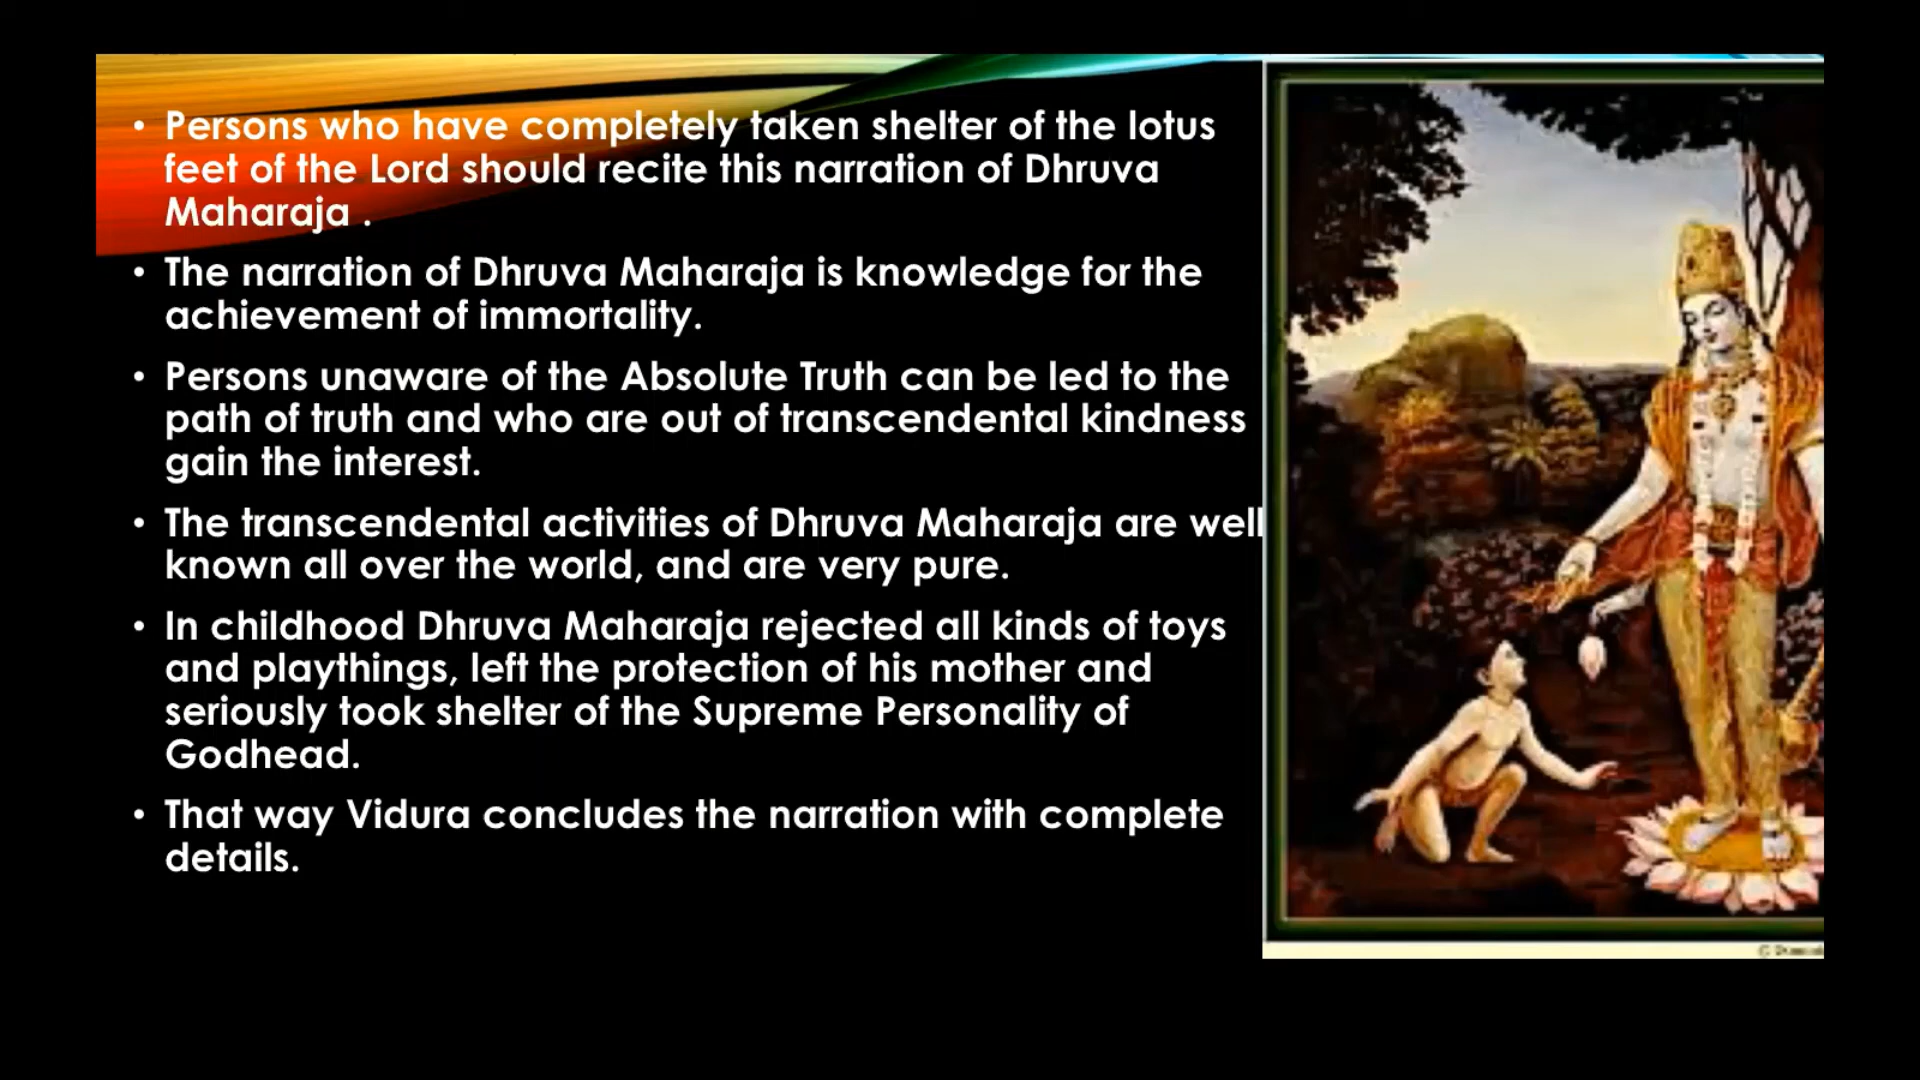 • Persons who have completely taken shelter of the lotus
feet of the Lord should recite this narration of Dhruva
Maharaja .
• The narration of Dhruva Maharaja is knowledge for the
achievement of immortality.
• Persons unaware of the Absolute Truth can be led to the
path of truth and who are out of transcendental kindness
gain the interest.
• The transcendental activities of Dhruva Maharaja are well
known all over the world, and are very pure.
• In childhood Dhruva Maharaja rejected all kinds of toys
and playthings, left the protection of his mother and
seriously took shelter of the Supreme Personality of
Godhead.
• That way Vidura concludes the narration with complete
details.